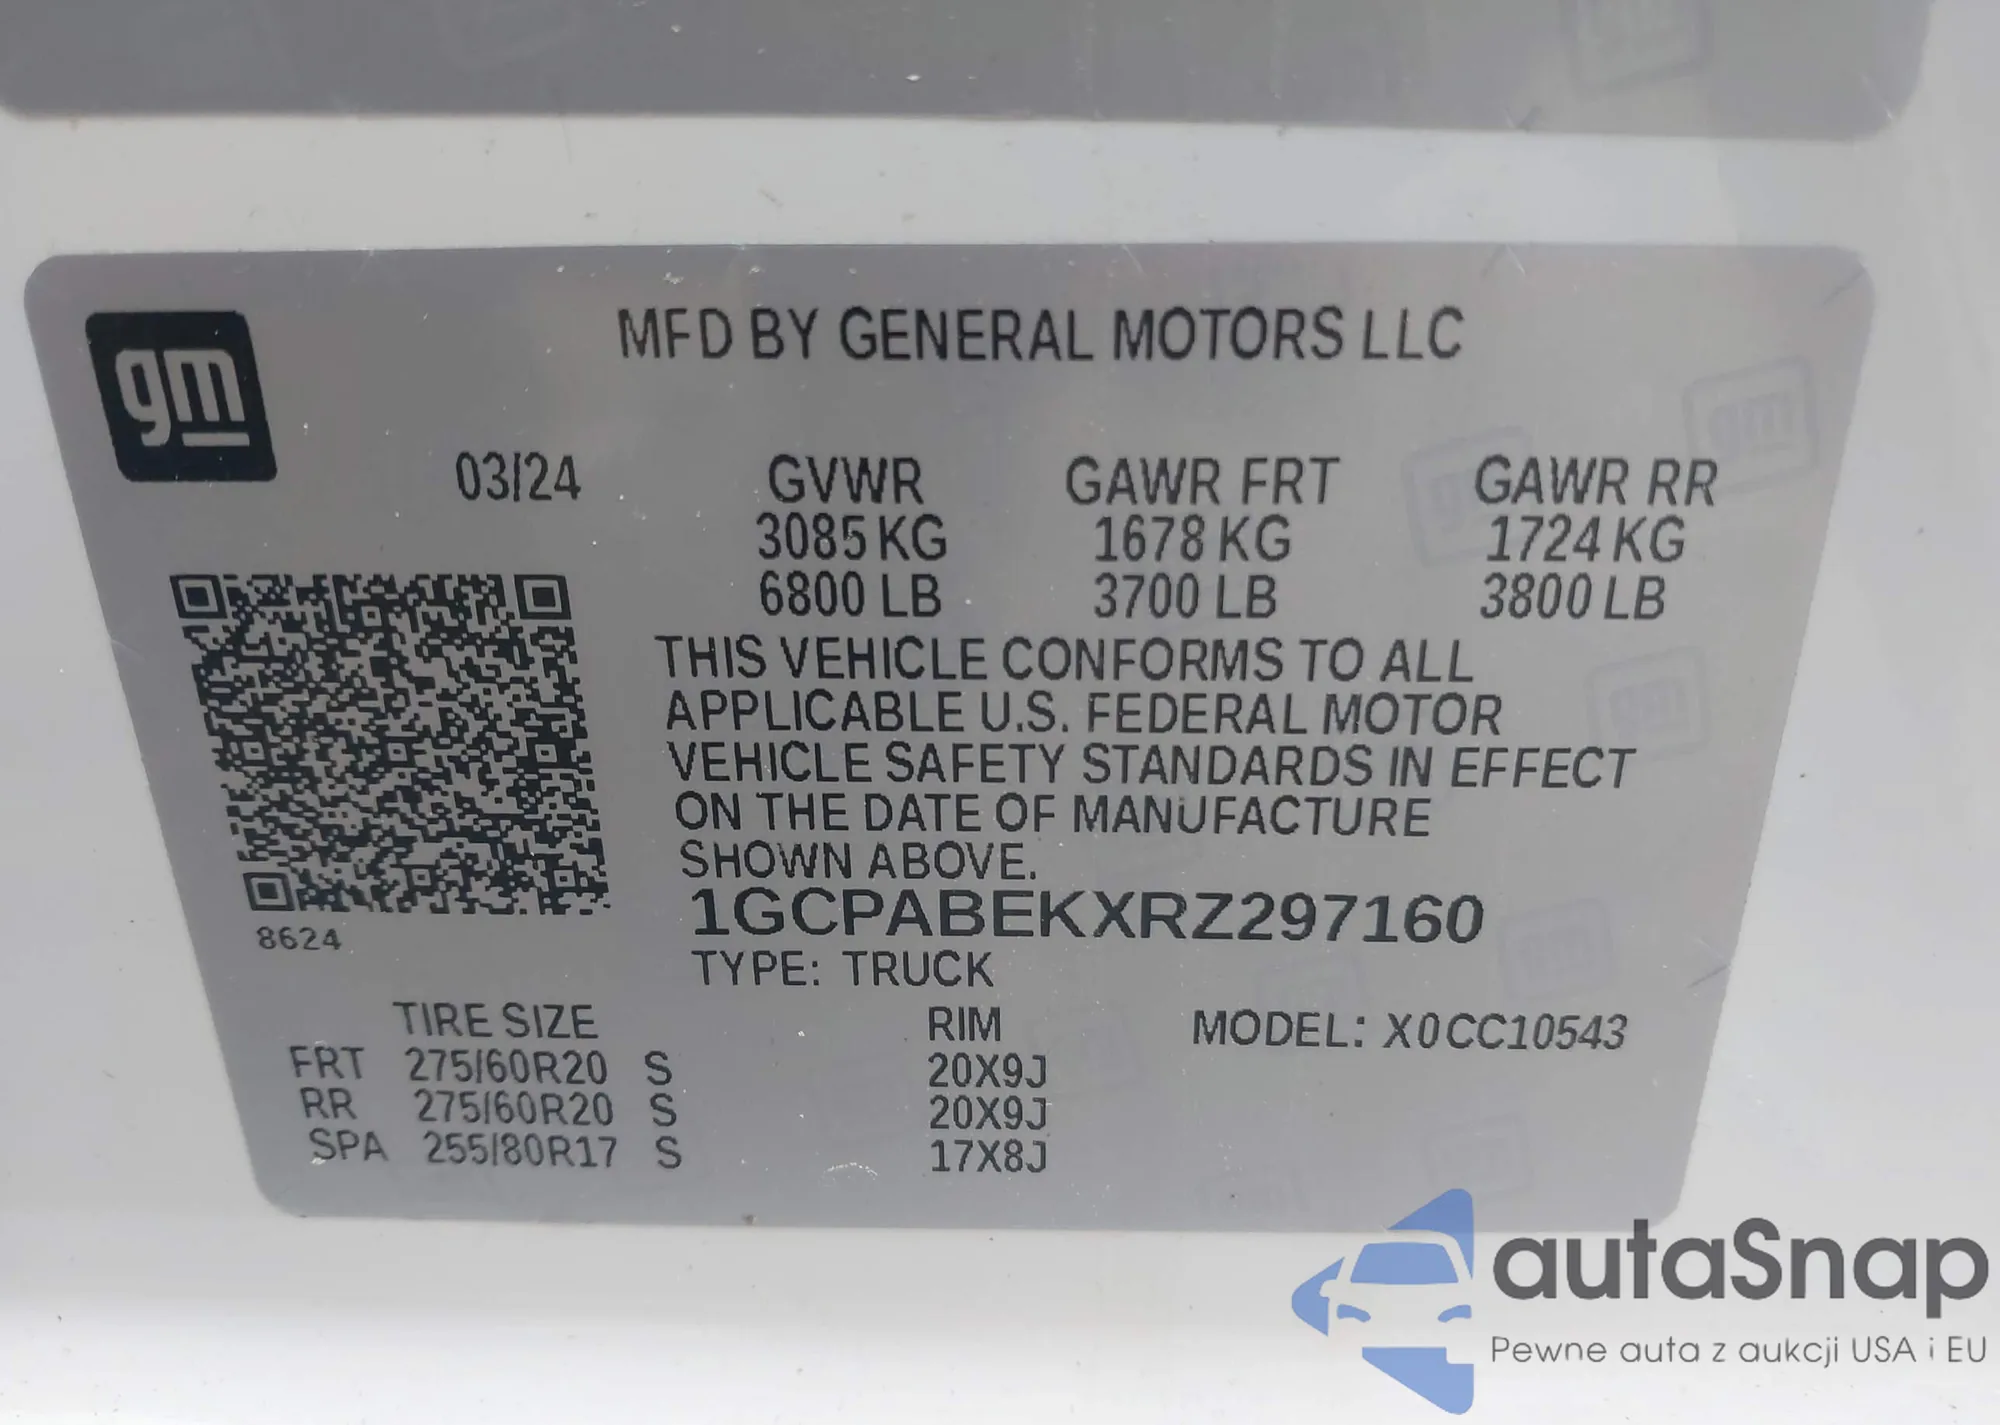 gm
MFD BY GENERAL MOTORS LLC
03/24 GVWR GAWR FRT GAWR RR
3085 KG 1678 KG 1724 KG
6800 LB 3700 LB 3800 LB
THIS VEHICLE CONFORMS TO ALL
APPLICABLE U.S. FEDERAL MOTOR
VEHICLE SAFETY STANDARDS IN EFFECT
ON THE DATE OF MANUFACTURE
SHOWN ABOVE.
1GCPABEKXRZ297160
8624
TYPE: TRUCK
TIRE SIZE RIM MODEL: X0CC10543
FRT 275/60R20 S 20X9J
RR 275/60R20 S 20X9J
SPA 255/80R17 S 17X8J
autaSnap
Pewne auta z aukcji USA i EU